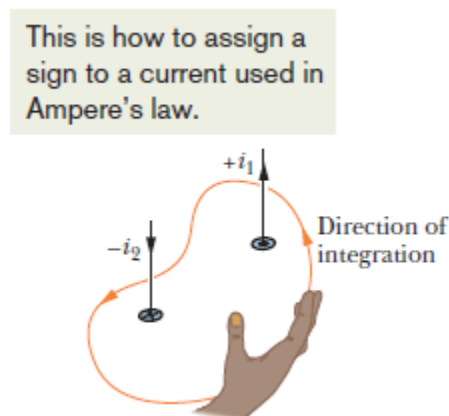 This is how to assign a
sign to a current used in
Ampere's law.
+i₁
−i₂
Direction of
integration